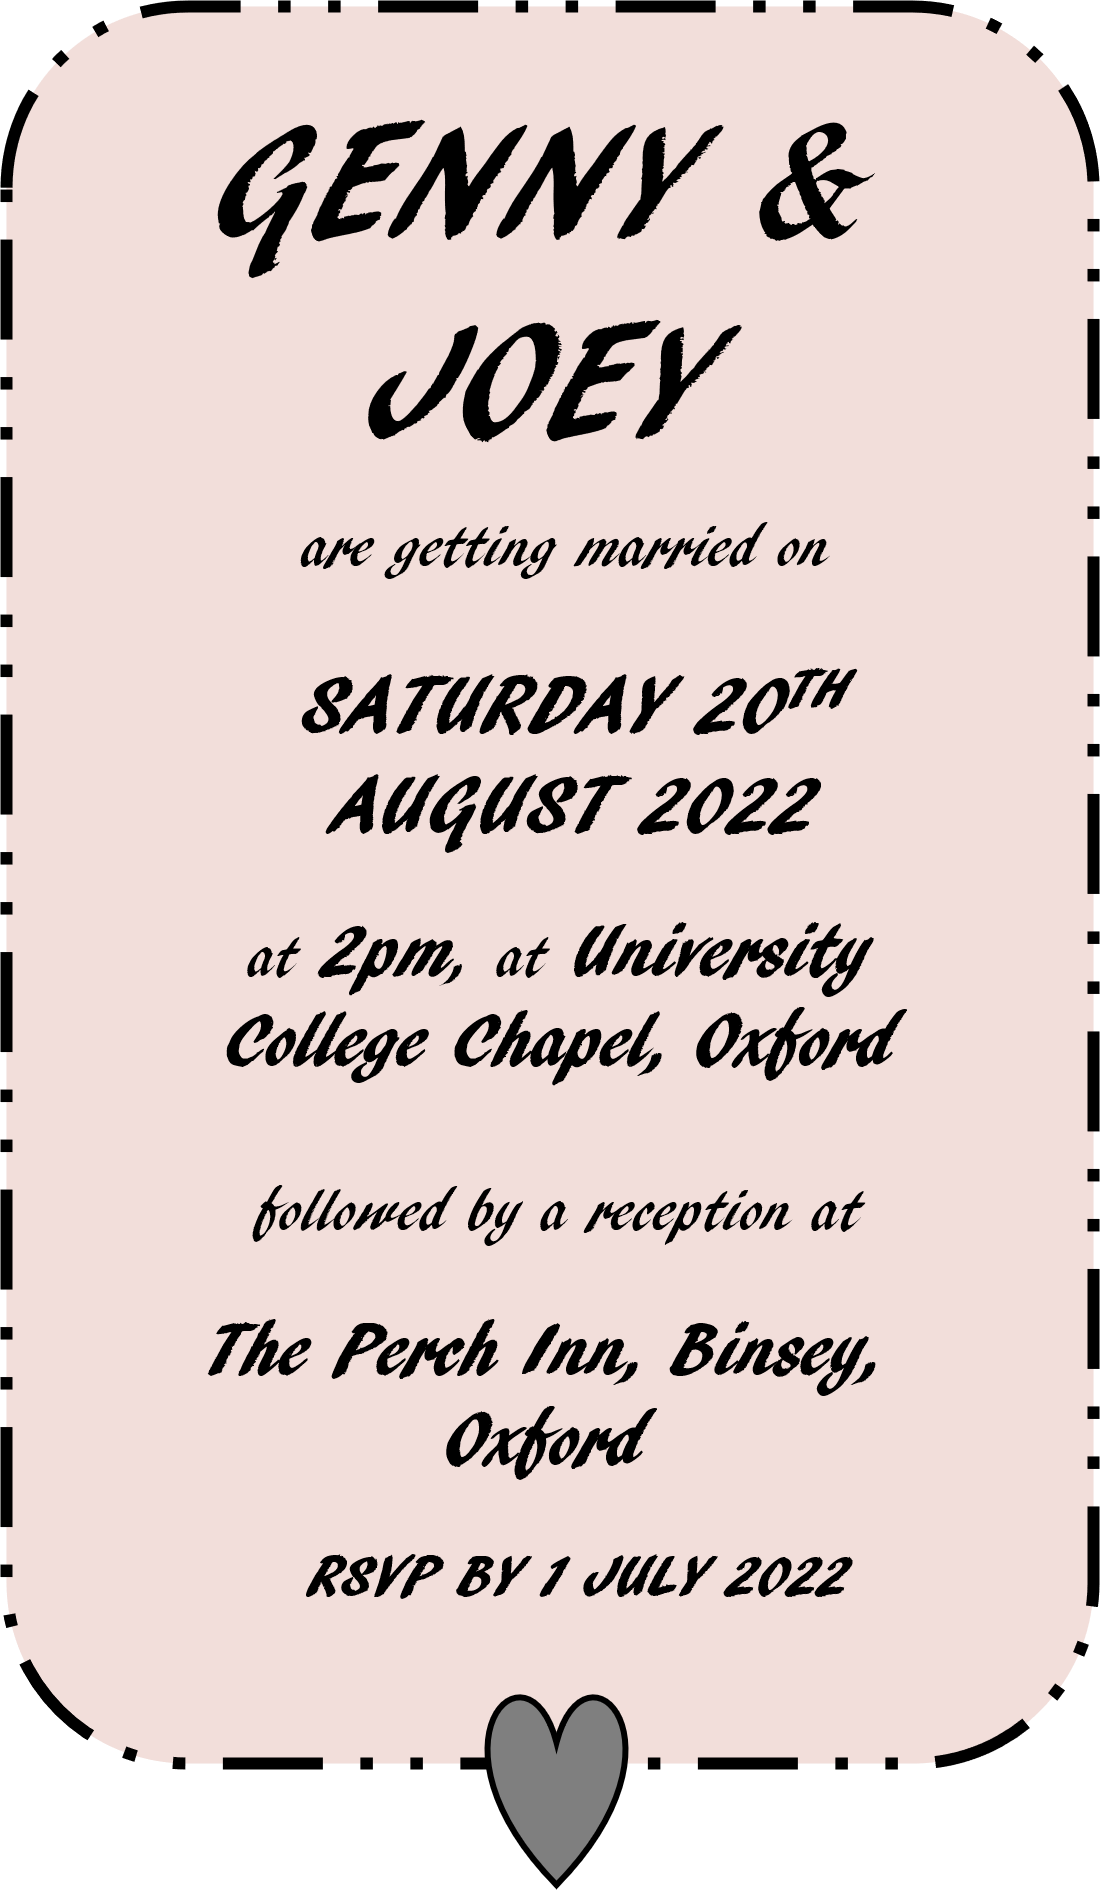 GENNY &
JOEY
are getting married on
SATURDAY 20TH
AUGUST 2022
at 2pm, at University
College Chapel, Oxford
followed by a reception at
The Perch Inn, Binsey,
Oxford
RSVP BY 1 JULY 2022